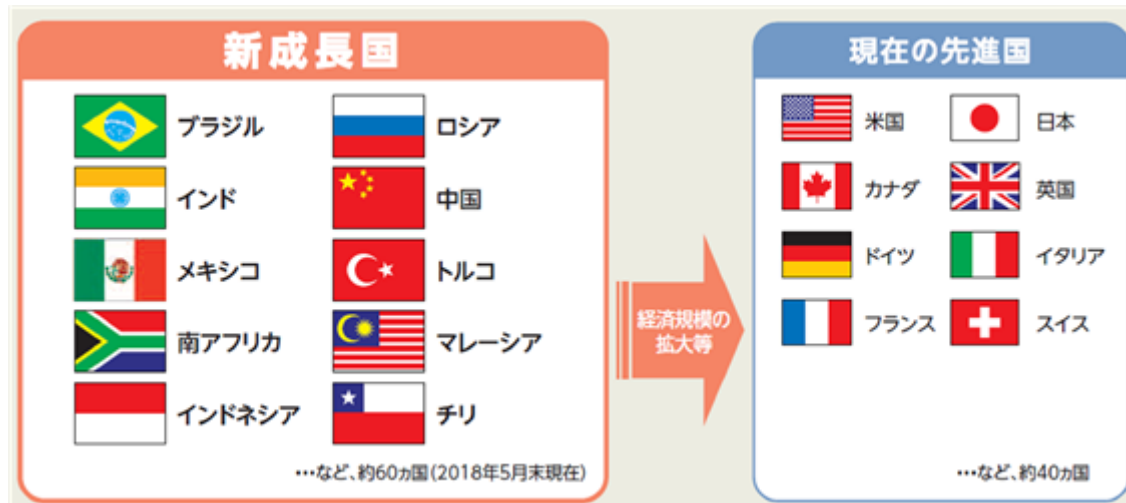 新成長国
ブラジル
ロシア
インド
中国
メキシコ
トルコ
南アフリカ
マレーシア
インドネシア
チリ
…など、約60ヵ国(2018年5月末現在)
経済規模の
拡大等
現在の先進国
米国
日本
カナダ
英国
ドイツ
イタリア
フランス
スイス
…など、約40ヵ国